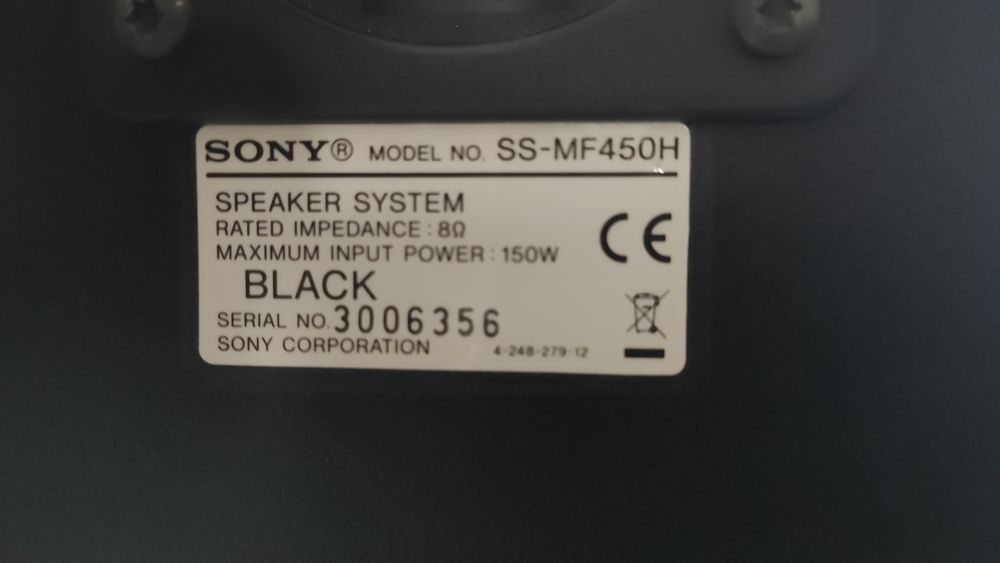 SONY® MODEL NO. SS-MF450H
SPEAKER SYSTEM
RATED IMPEDANCE : 8Ω
MAXIMUM INPUT POWER : 150W
CE
BLACK
SERIAL NO. 3006356
SONY CORPORATION 4-248-279-12